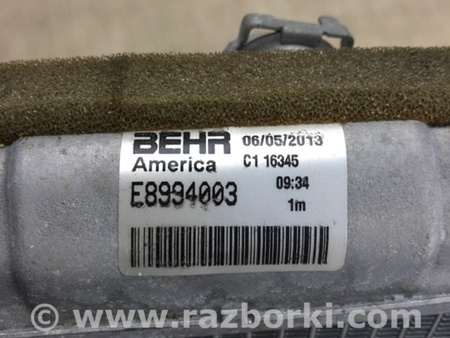 BEHR 06/05/2013
America C1 16345
E8994003 09:34
1m
www.razborki.com